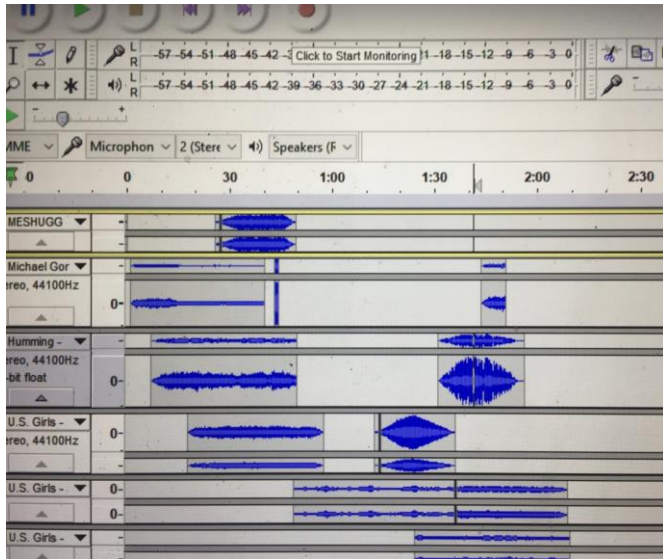 L
R
-57 -54 -51 -48 -45 -42 -3 Click to Start Monitoring 1 -18 -15 -12 -9 -6 -3 0
L
R
-57 -54 -51 -48 -45 -42 -39 -36 -33 -30 -27 -24 -21 -18 -15 -12 -9 -6 -3 0
- +
MME Microphon 2 (Stere Speakers (F
0 0 30 1:00 1:30 2:00 2:30
MESHUGG
Michael Gor
ereo, 44100Hz
0-
Humming -
ereo, 44100Hz
-bit float
0-
U.S. Girls -
0-
ereo, 44100Hz
U.S. Girls -
0-
0-
U.S. Girls -